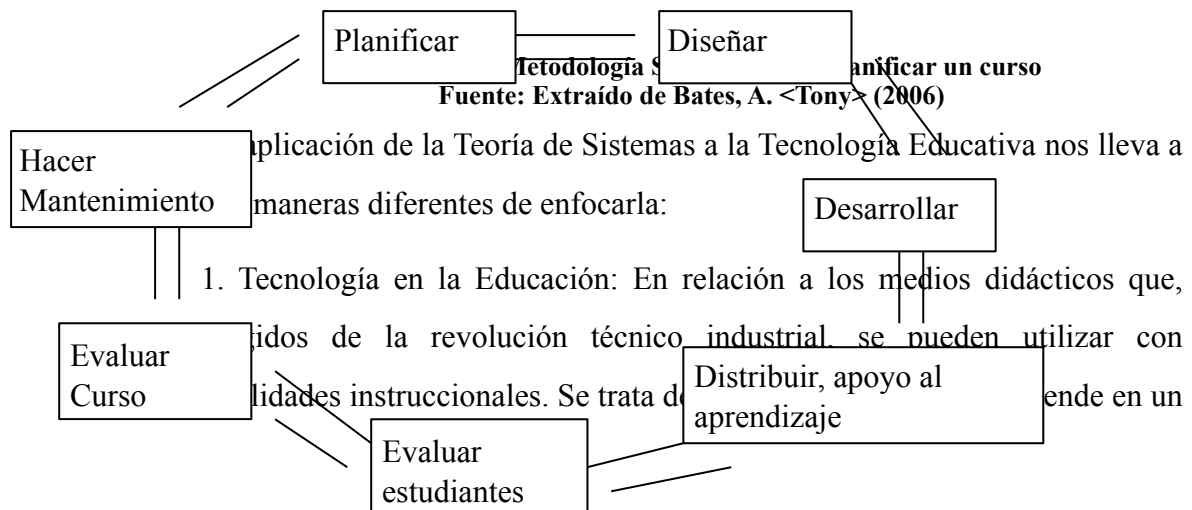 Planificar
Diseñar
Metodología S anificar un curso
Fuente: Extraído de Bates, A. <Tony> (2006)
Hacer
Mantenimiento
aplicación de la Teoría de Sistemas a la Tecnología Educativa nos lleva a
maneras diferentes de enfocarla:
Desarrollar
1. Tecnología en la Educación: En relación a los medios didácticos que,
gidos de la revolución técnico industrial, se pueden utilizar con
Evaluar
Curso
lidades instruccionales. Se trata de ende en un
Distribuir, apoyo al
aprendizaje
Evaluar
estudiantes